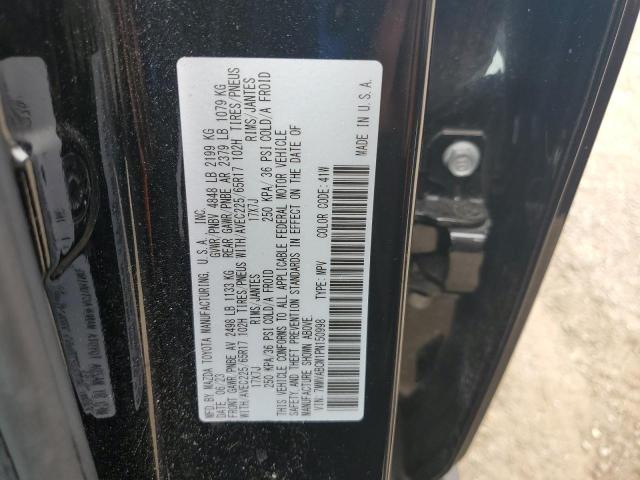 MFD. BY MAZDA TOYOTA MANUFACTURING, U.S.A., INC.
DATE: 06/23 GVWR/PNBV 4848 LB 2199 KG
FRONT GAWR/PNBE AV 2498 LB 1133 KG REAR GAWR/PNBE AR 2379 LB 1079 KG
WITH/AVEC225/65R17 102H TIRES/PNEUS WITH/AVEC225/65R17 102H TIRES/PNEUS
17X7J RIMS/JANTES 17X7J RIMS/JANTES
250 KPA/36 PSI COLD/A FROID 250 KPA/36 PSI COLD/A FROID
THIS VEHICLE CONFORMS TO ALL APPLICABLE FEDERAL MOTOR VEHICLE
SAFETY AND THEFT PREVENTION STANDARDS IN EFFECT ON THE DATE OF
MANUFACTURE SHOWN ABOVE.
VIN: 7MMVABCM1PN150998 TYPE: MPV COLOR CODE: 41W MADE IN U.S.A.